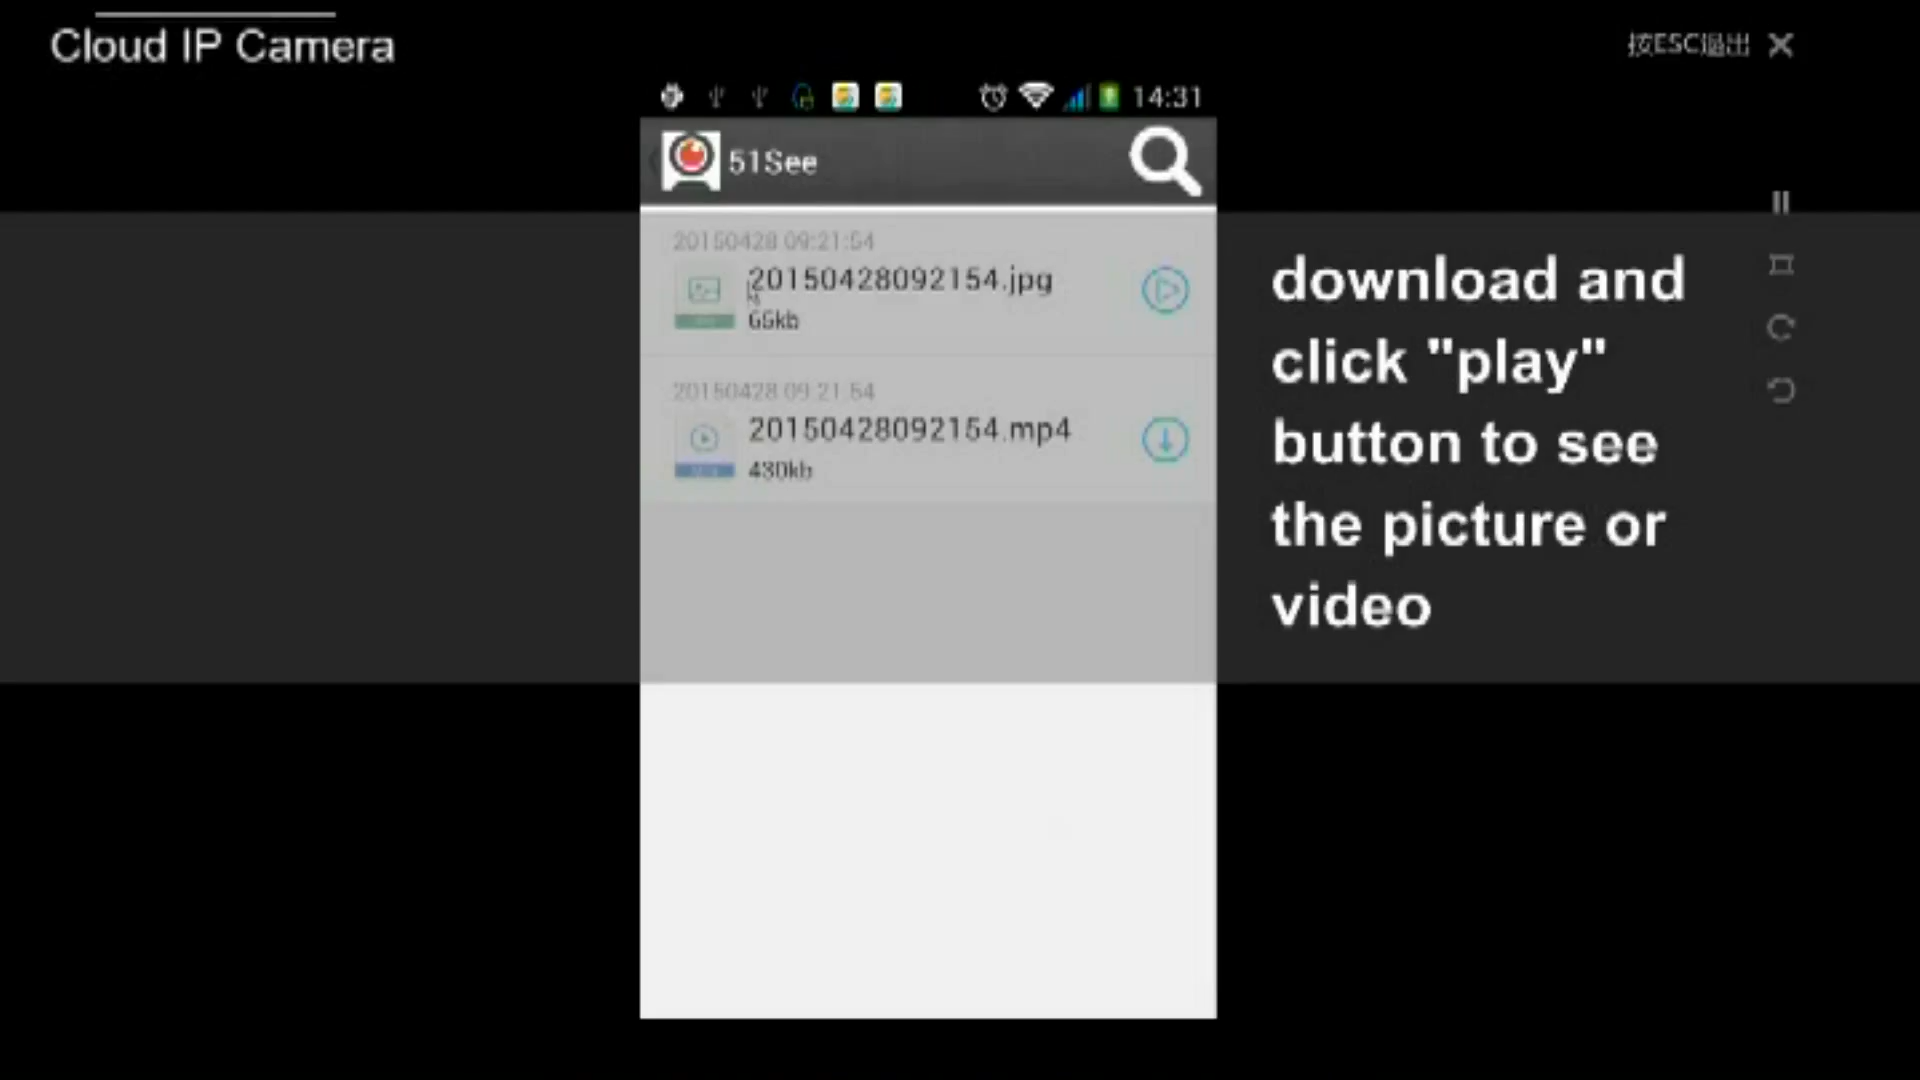 Cloud IP Camera
按ESC退出
14:31
51See
20150428 09:21:54
20150428092154.jpg
66kb
20150428 09:21:54
20150428092154.mp4
430kb
download and
click "play"
button to see
the picture or
video